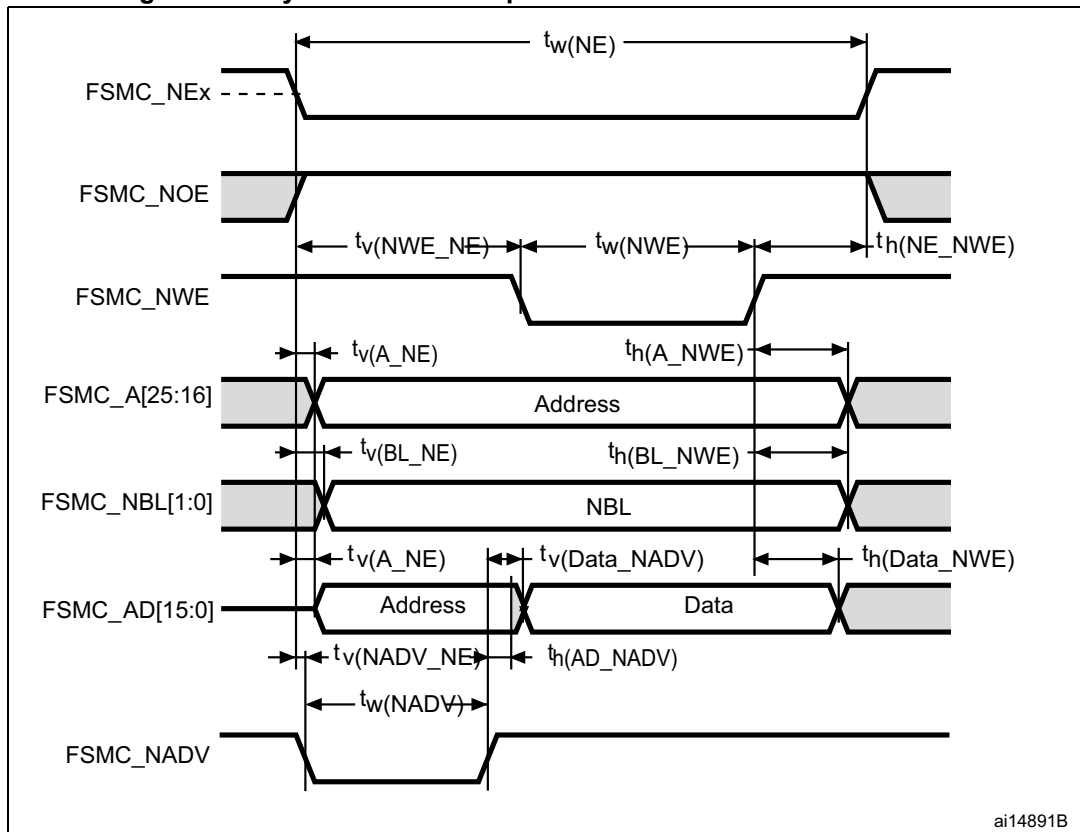 tw(NE)
FSMC_NEx
FSMC_NOE
tv(NWE_NE) tw(NWE) th(NE_NWE)
FSMC_NWE
tv(A_NE) th(A_NWE)
FSMC_A[25:16] Address
tv(BL_NE) th(BL_NWE)
FSMC_NBL[1:0] NBL
tv(A_NE) tv(Data_NADV) th(Data_NWE)
FSMC_AD[15:0] Address Data
tv(NADV_NE) th(AD_NADV)
tw(NADV)
FSMC_NADV
ai14891B